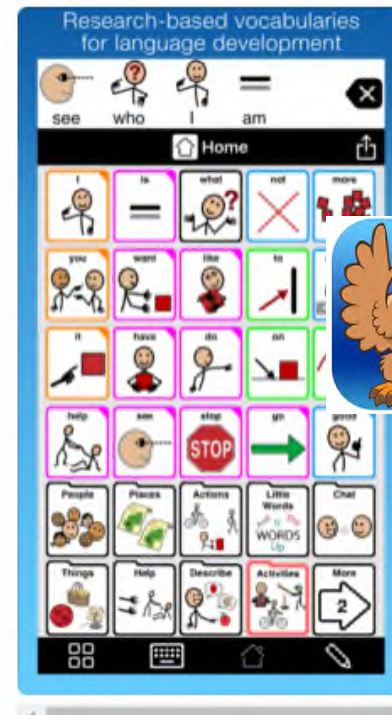 Research-based vocabularies
for language development
see who I am
Home
I is what not more
you want like to
it have do on
help see stop go good
STOP
People Places Actions Little Words Chat
WORDS
Up
Things Help Describe Activities More
2